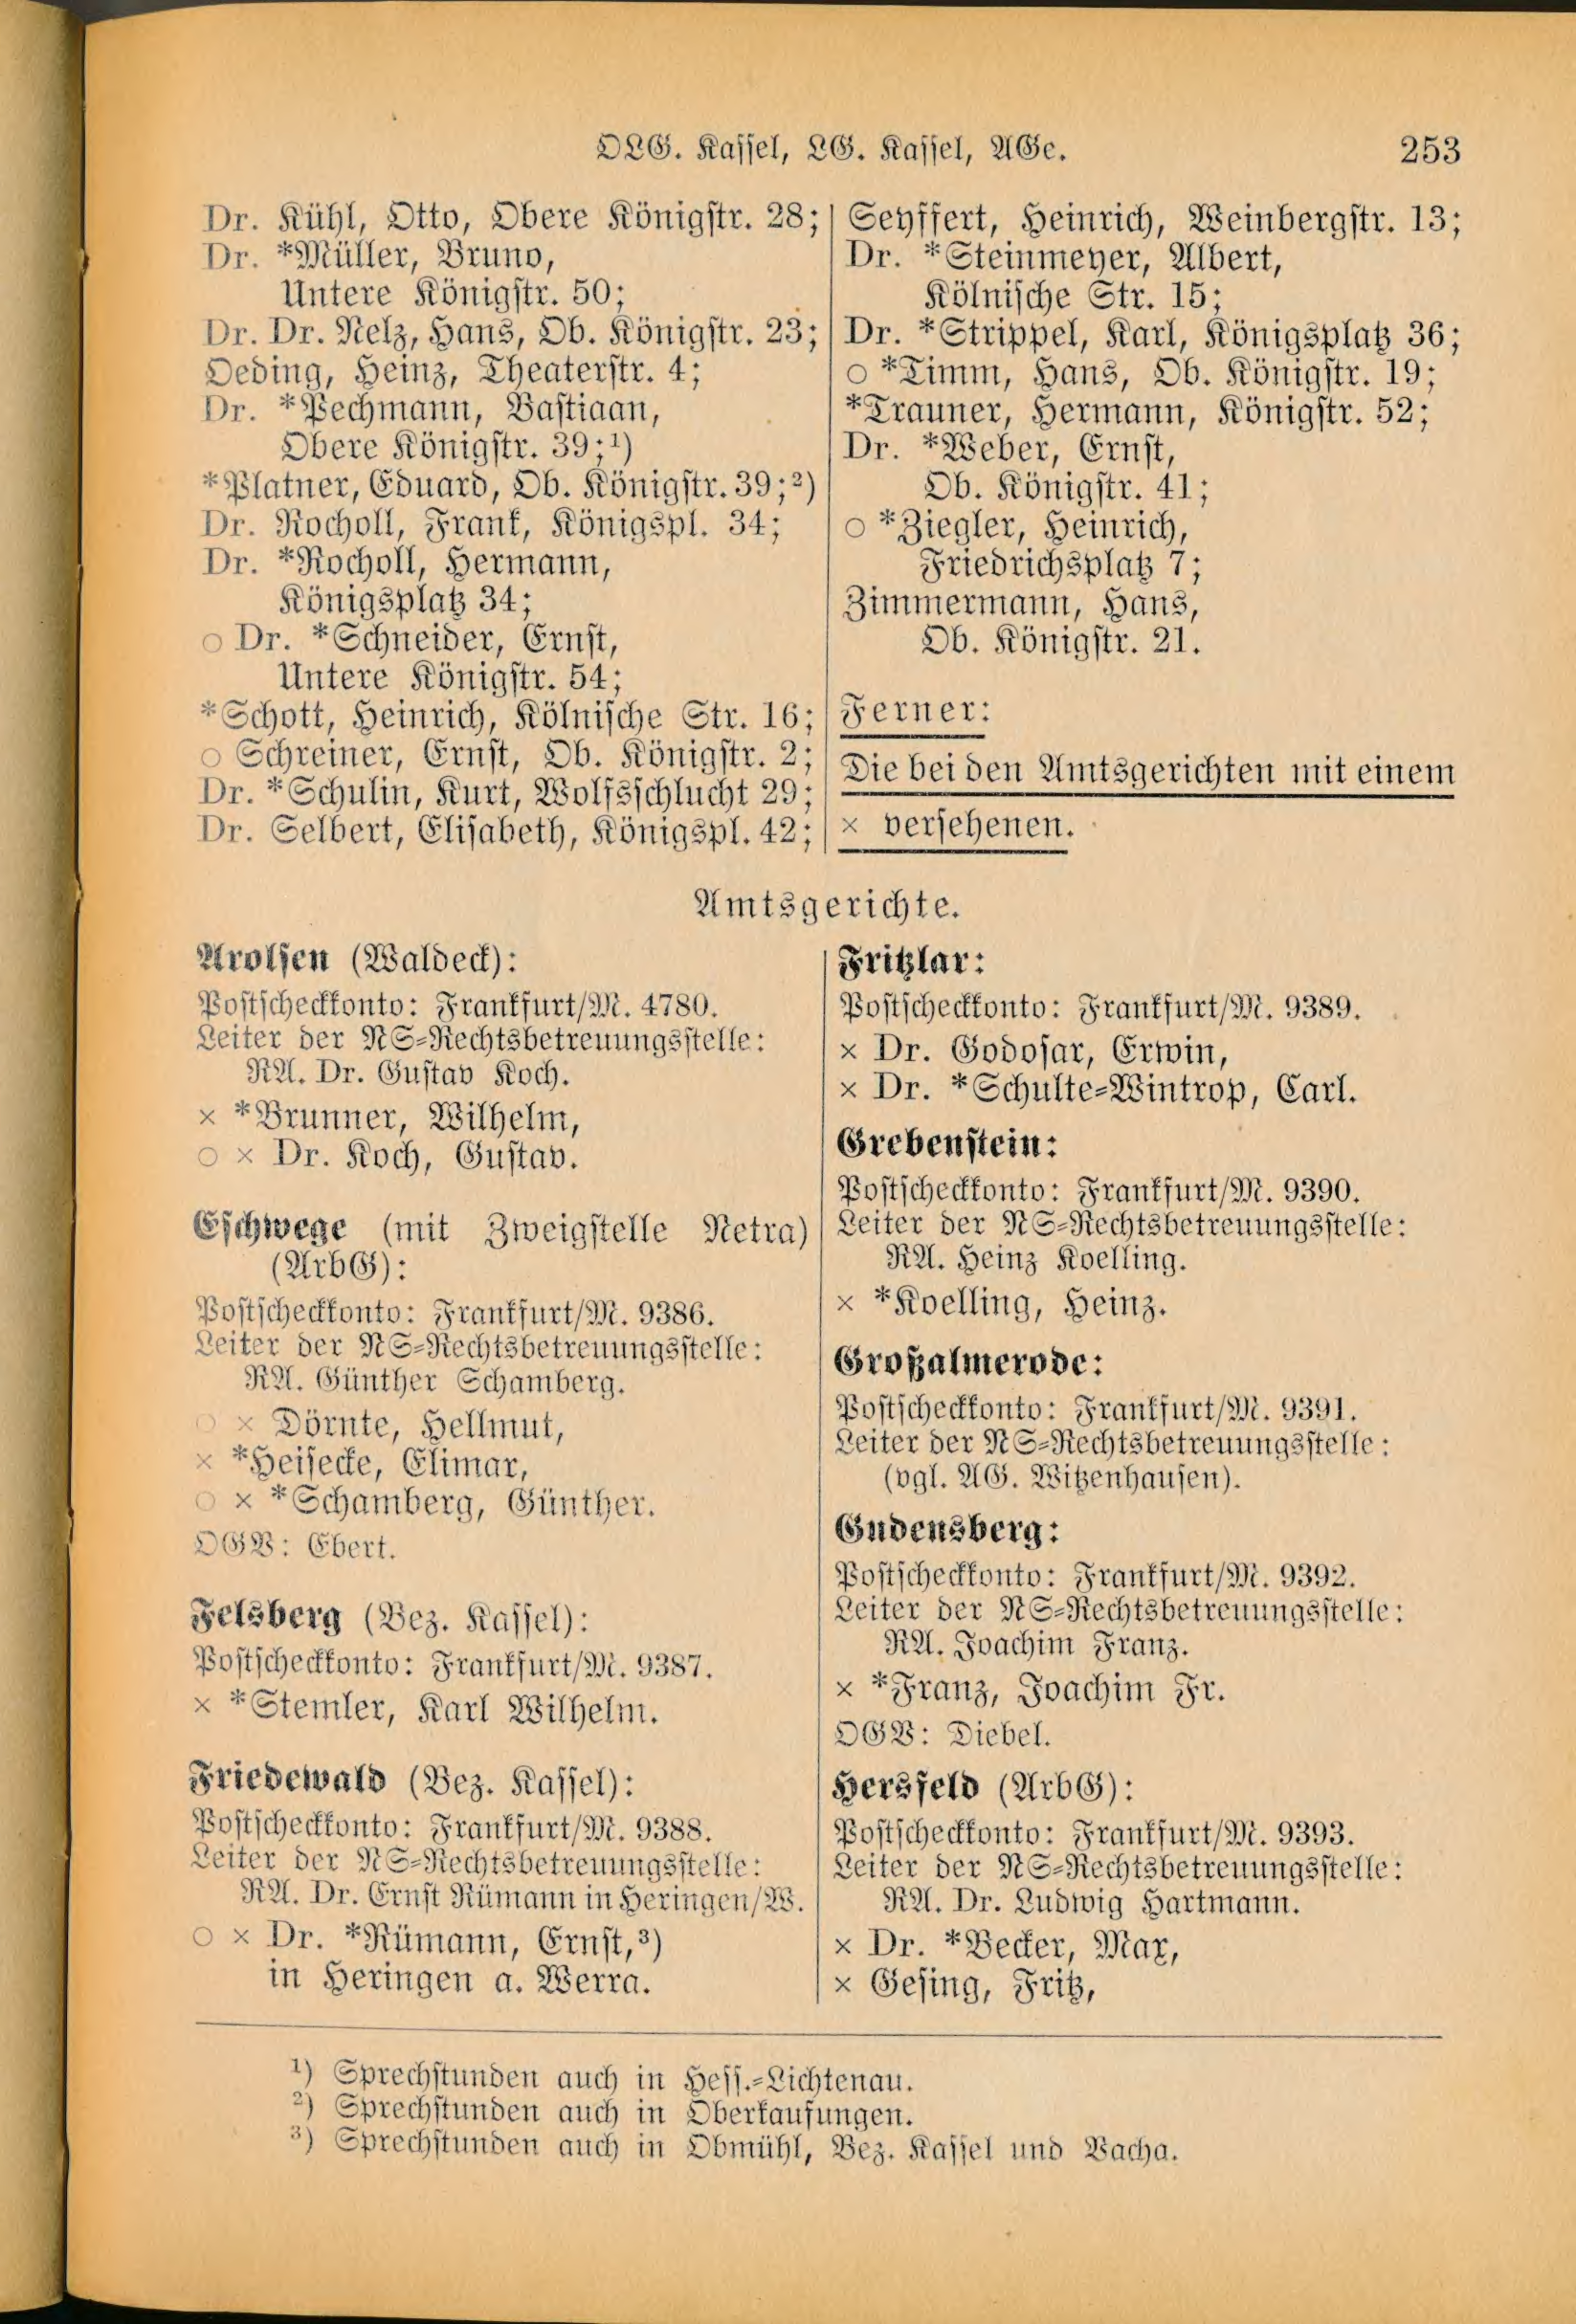 OLG. Kassel, LG. Kassel, AGe.
253
Dr. Kühl, Otto, Obere Königstr. 28;
Dr. *Müller, Bruno,
Untere Königstr. 50;
Dr. Dr. Nelz, Hans, Ob. Königstr. 23;
Oeding, Heinz, Theaterstr. 4;
Dr. *Pechmann, Bastiaan,
Obere Königstr. 39;¹)
*Platner, Eduard, Ob. Königstr. 39;²)
Dr. Rocholl, Frank, Königspl. 34;
Dr. *Rocholl, Hermann,
Königsplatz 34;
○ Dr. *Schneider, Ernst,
Untere Königstr. 54;
*Schott, Heinrich, Kölnische Str. 16;
○ Schreiner, Ernst, Ob. Königstr. 2;
Dr. *Schulin, Kurt, Wolfsschlucht 29;
Dr. Selbert, Elisabeth, Königspl. 42;
Seyffert, Heinrich, Weinbergstr. 13;
Dr. *Steinmeyer, Albert,
Kölnische Str. 15;
Dr. *Strippel, Karl, Königsplatz 36;
○ *Timm, Hans, Ob. Königstr. 19;
*Trauner, Hermann, Königstr. 52;
Dr. *Weber, Ernst,
Ob. Königstr. 41;
○ *Ziegler, Heinrich,
Friedrichsplatz 7;
Zimmermann, Hans,
Ob. Königstr. 21.
Ferner:
Die bei den Amtsgerichten mit einem
× versehenen.
Amtsgerichte.
Arolsen (Waldeck):
Postscheckkonto: Frankfurt/M. 4780.
Leiter der NS-Rechtsbetreuungsstelle:
RA. Dr. Gustav Koch.
× *Brunner, Wilhelm,
○ × Dr. Koch, Gustav.
Eschwege (mit Zweigstelle Netra)
(ArbG):
Postscheckkonto: Frankfurt/M. 9386.
Leiter der NS-Rechtsbetreuungsstelle:
RA. Günther Schamberg.
○ × Dörnte, Hellmut,
× *Heisecke, Elimar,
○ × *Schamberg, Günther.
OGV: Ebert.
Felsberg (Bez. Kassel):
Postscheckkonto: Frankfurt/M. 9387.
× *Stemler, Karl Wilhelm.
Friedewald (Bez. Kassel):
Postscheckkonto: Frankfurt/M. 9388.
Leiter der NS-Rechtsbetreuungsstelle:
RA. Dr. Ernst Rümann in Heringen/W.
○ × Dr. *Rümann, Ernst,³)
in Heringen a. Werra.
Fritzlar:
Postscheckkonto: Frankfurt/M. 9389.
× Dr. Godosar, Erwin,
× Dr. *Schulte-Wintrop, Carl.
Grebenstein:
Postscheckkonto: Frankfurt/M. 9390.
Leiter der NS-Rechtsbetreuungsstelle:
RA. Heinz Koelling.
× *Koelling, Heinz.
Großalmerode:
Postscheckkonto: Frankfurt/M. 9391.
Leiter der NS-Rechtsbetreuungsstelle:
(vgl. AG. Witzenhausen).
Gudensberg:
Postscheckkonto: Frankfurt/M. 9392.
Leiter der NS-Rechtsbetreuungsstelle:
RA. Joachim Franz.
× *Franz, Joachim Fr.
OGV: Diebel.
Hersfeld (ArbG):
Postscheckkonto: Frankfurt/M. 9393.
Leiter der NS-Rechtsbetreuungsstelle:
RA. Dr. Ludwig Hartmann.
× Dr. *Becker, Max,
× Gesing, Fritz,
¹) Sprechstunden auch in Hess.-Lichtenau.
²) Sprechstunden auch in Oberkaufungen.
³) Sprechstunden auch in Obmühl, Bez. Kassel und Vacha.